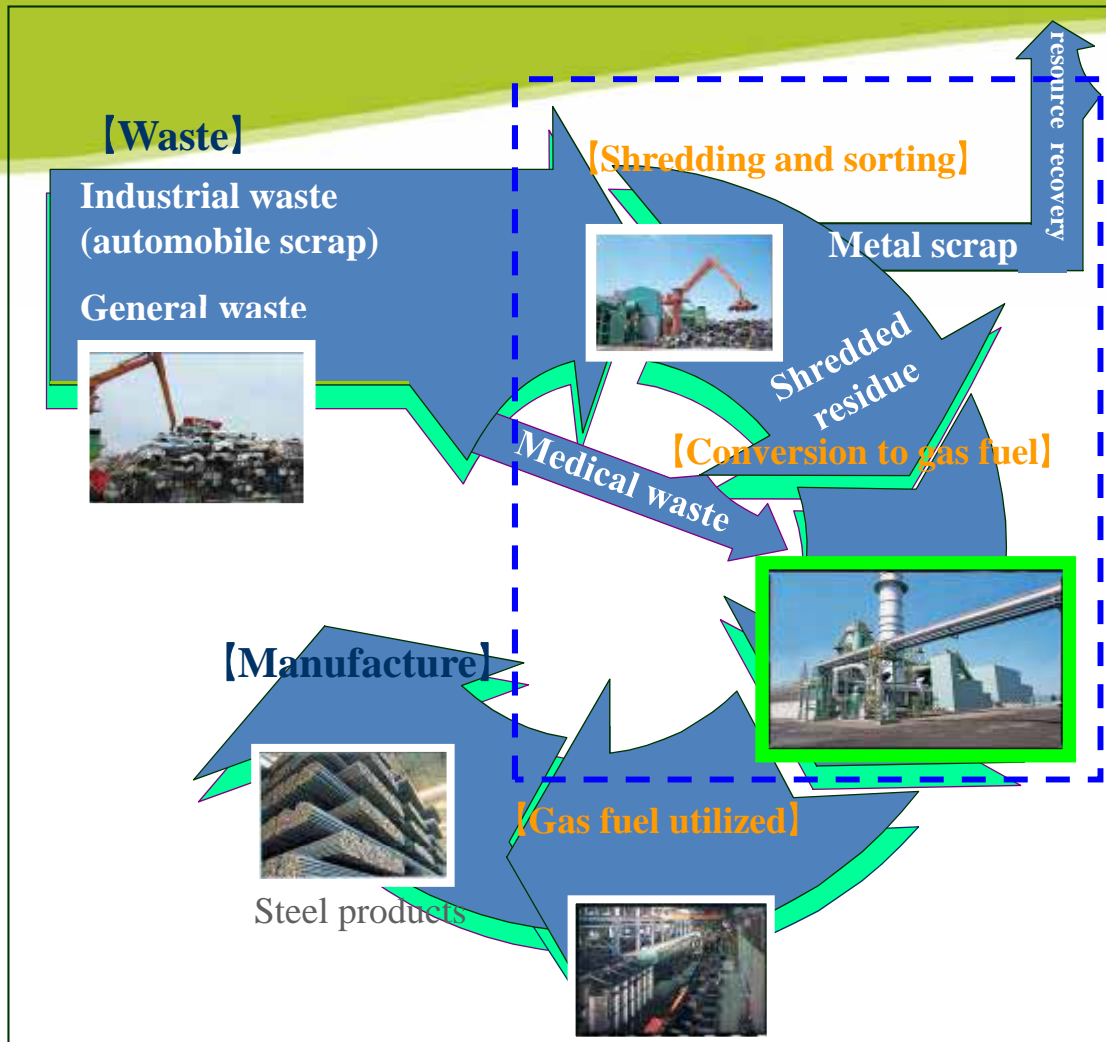 【Waste】
Industrial waste
(automobile scrap)
General waste
【Shredding and sorting】
resource recovery
Metal scrap
Shredded
residue
Medical waste
【Conversion to gas fuel】
【Manufacture】
【Gas fuel utilized】
Steel products